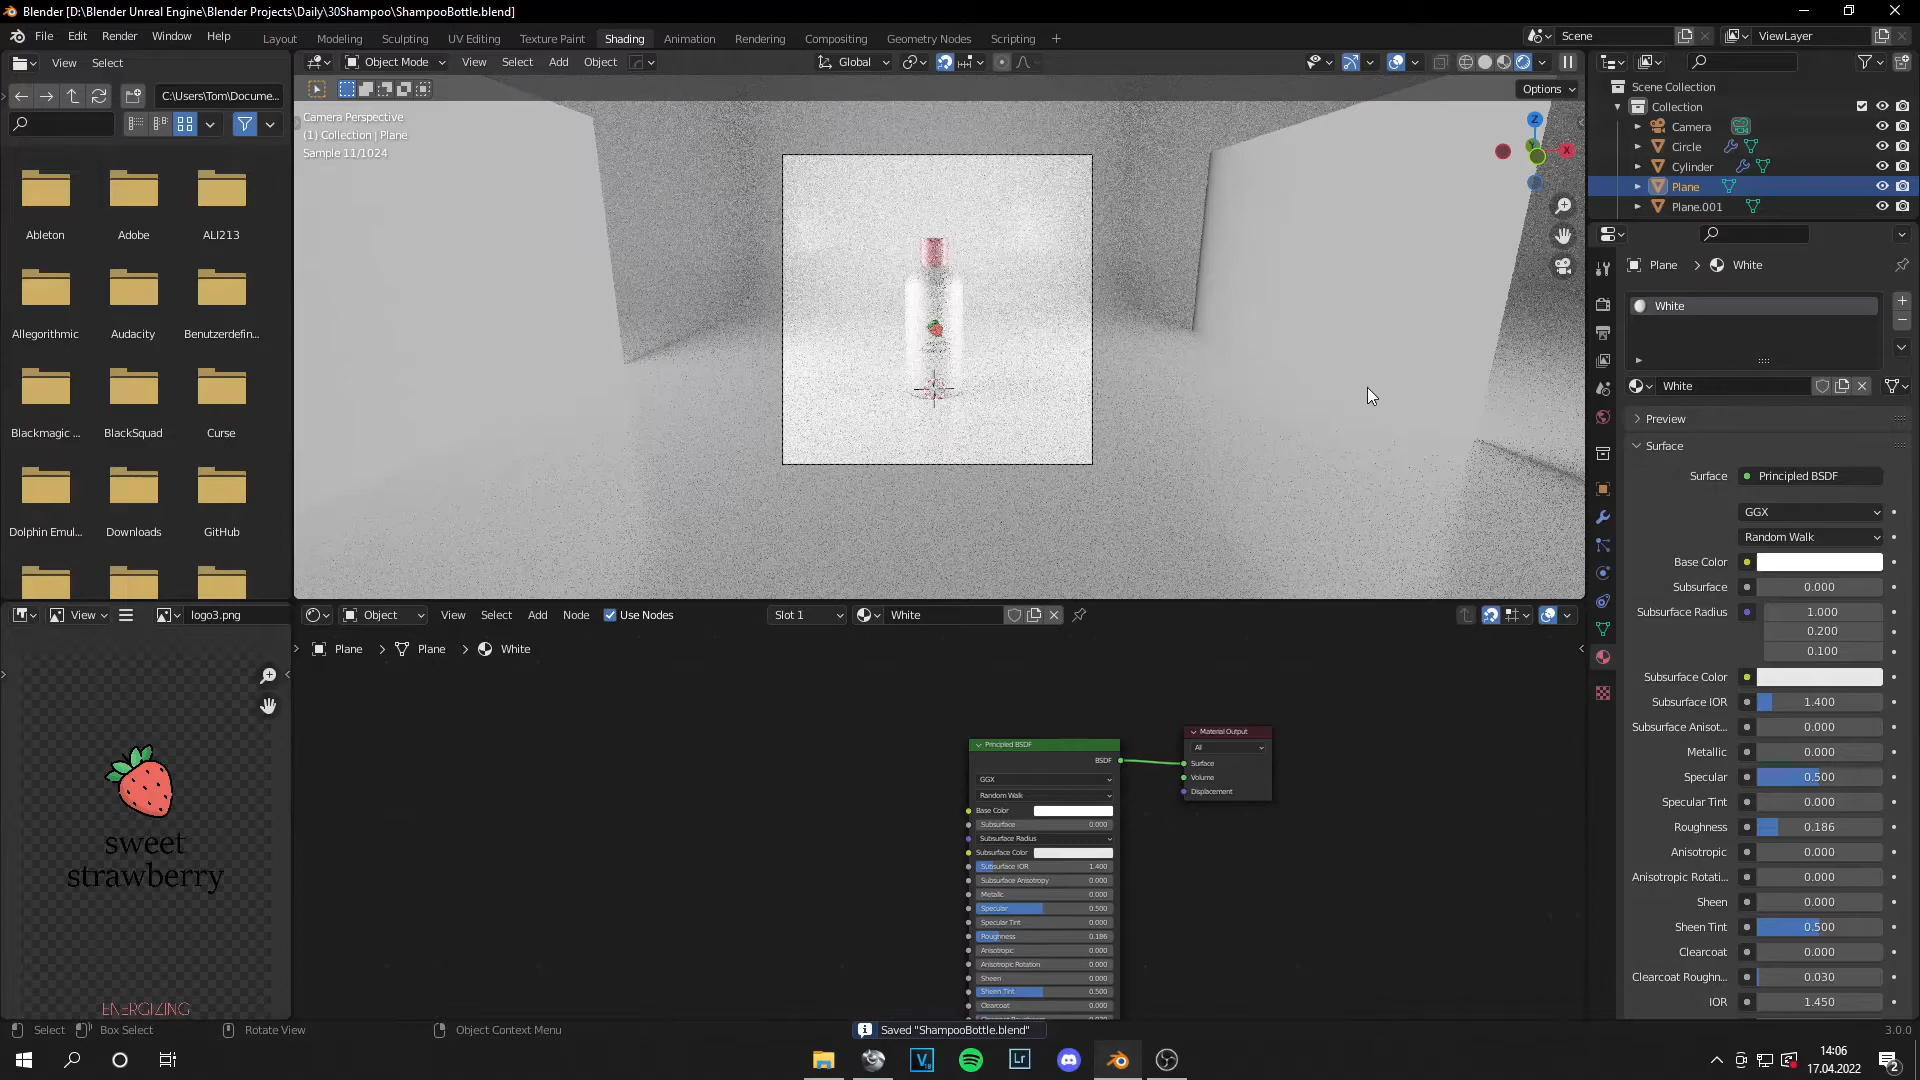 Blender [D:\Blender Unreal Engine\Blender Projects\Daily\30Shampoo\ShampooBottle.blend]
File Edit Render Window Help
Layout Modeling Sculpting UV Editing Texture Paint Shading Animation Rendering Compositing Geometry Nodes Scripting +
Scene
ViewLayer
View Select
Object Mode View Select Add Object
Global
C:\Users\Tom\Docume...
Options
Camera Perspective
(1) Collection | Plane
Sample 11/1024
Z
X
Ableton Adobe ALI213
Allegorithmic Audacity Benutzerdefin...
Blackmagic ... BlackSquad Curse
Dolphin Emul... Downloads GitHub
Scene Collection
Collection
Camera
Circle
Cylinder
Plane
Plane.001
Plane > White
White
White
Preview
Surface
Surface Principled BSDF
GGX
Random Walk
Base Color
Subsurface 0.000
Subsurface Radius 1.000
0.200
0.100
Subsurface Color
Subsurface IOR 1.400
Subsurface Anisot... 0.000
Metallic 0.000
Specular 0.500
Specular Tint 0.000
Roughness 0.186
Anisotropic 0.000
Anisotropic Rotati... 0.000
Sheen 0.000
Sheen Tint 0.500
Clearcoat 0.000
Clearcoat Roughn... 0.030
IOR 1.450
View logo3.png
sweet
strawberry
ENERGIZING
Object View Select Add Node Use Nodes Slot 1 White
Plane > Plane > White
Principled BSDF
BSDF
GGX
Random Walk
Base Color
Subsurface 0.000
Subsurface Radius
Subsurface Color
Subsurface IOR 1.400
Subsurface Anisotropy 0.000
Metallic 0.000
Specular 0.500
Specular Tint 0.000
Roughness 0.186
Anisotropic 0.000
Anisotropic Rotation 0.000
Sheen 0.000
Sheen Tint 0.500
Clearcoat 0.000
Material Output
All
Surface
Volume
Displacement
Select Box Select Rotate View Object Context Menu
Saved "ShampooBottle.blend"
3.0.0
Lr
14:06
17.04.2022
2